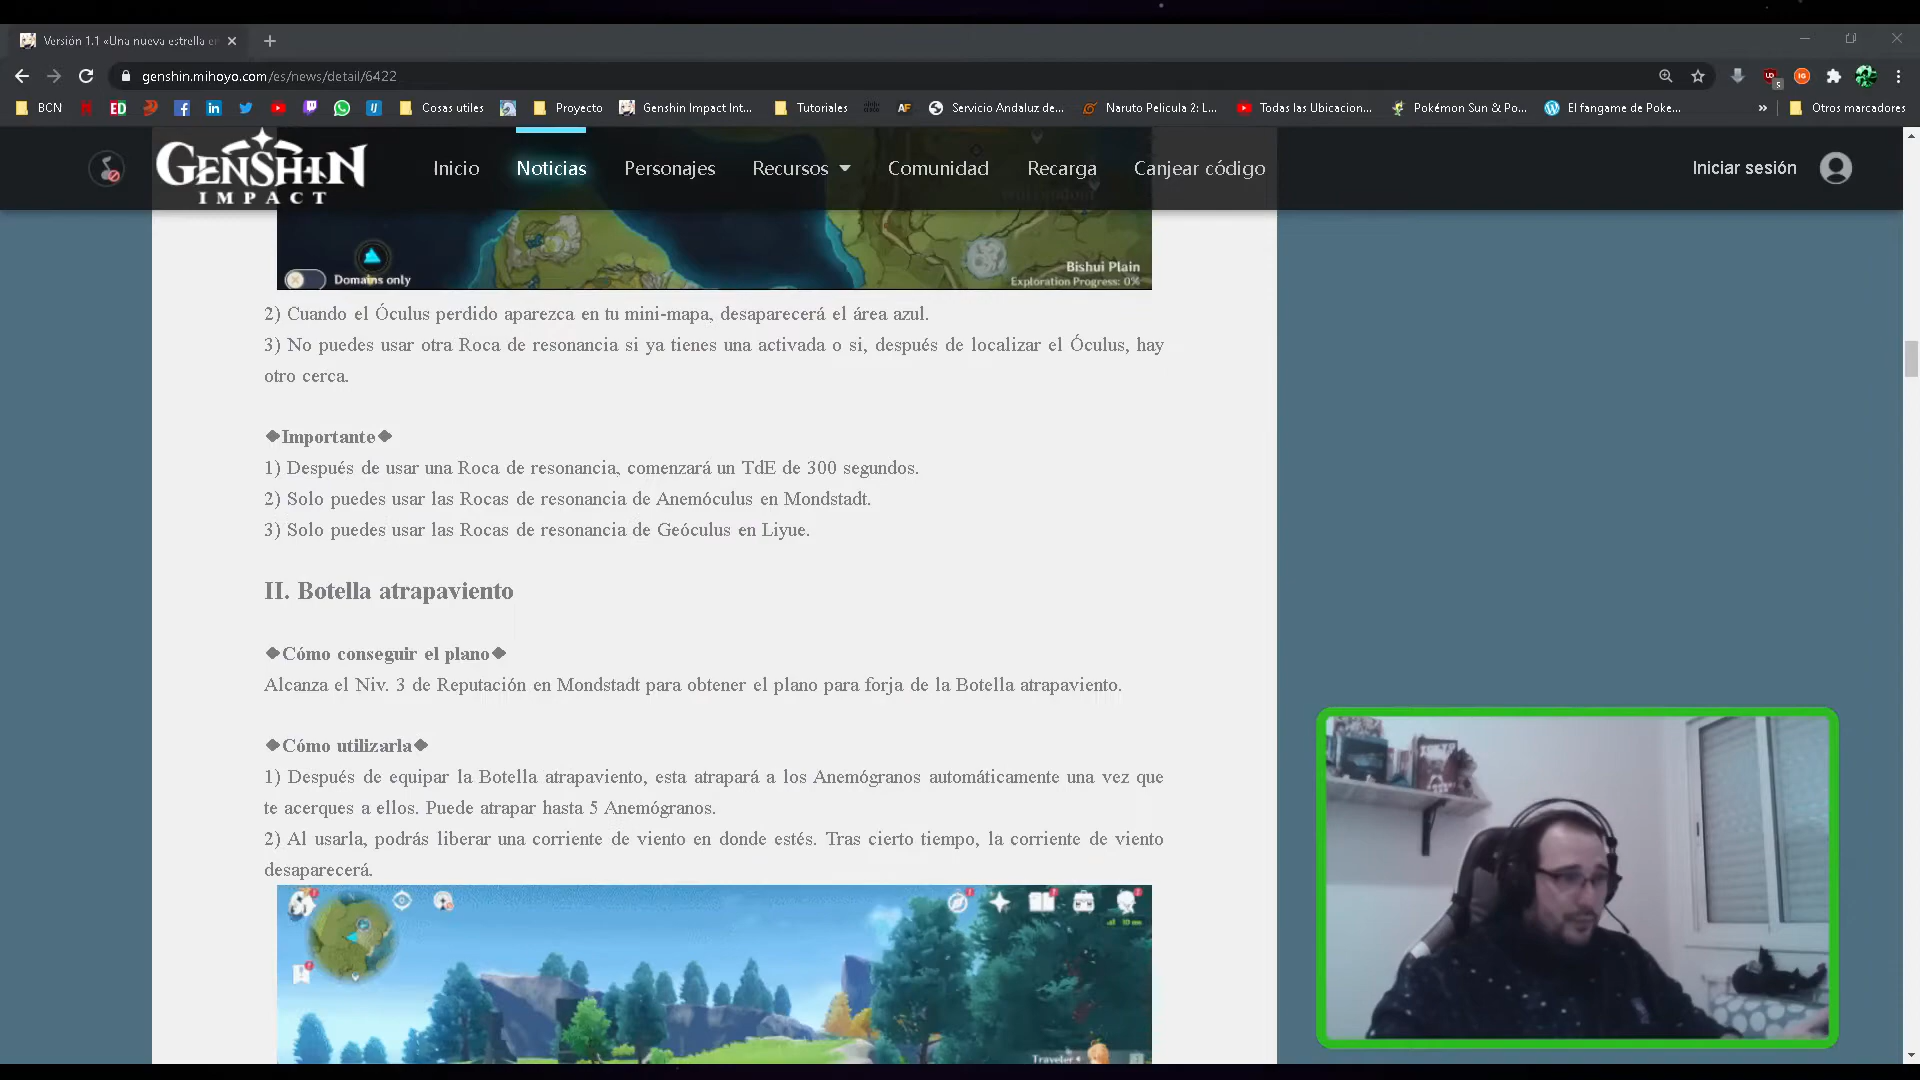 Versión 1.1 «Una nueva estrella e
genshin.mihoyo.com/es/news/detail/6422
BCN
ED
Cosas utiles
Proyecto
Genshin Impact Int...
Tutoriales
AF
Servicio Andaluz de...
Naruto Pelicula 2: L...
Todas las Ubicacion...
Pokémon Sun & Po...
El fangame de Poke...
»
Otros marcadores
GENSHIN
IMPACT
Inicio
Noticias
Personajes
Recursos
Comunidad
Recarga
Canjear código
Iniciar sesión
Bishui Plain
Domains only
Exploration Progress: 0%
2) Cuando el Óculus perdido aparezca en tu mini-mapa, desaparecerá el área azul.
3) No puedes usar otra Roca de resonancia si ya tienes una activada o si, después de localizar el Óculus, hay
otro cerca.
◆Importante◆
1) Después de usar una Roca de resonancia, comenzará un TdE de 300 segundos.
2) Solo puedes usar las Rocas de resonancia de Anemóculus en Mondstadt.
3) Solo puedes usar las Rocas de resonancia de Geóculus en Liyue.
II. Botella atrapaviento
◆Cómo conseguir el plano◆
Alcanza el Niv. 3 de Reputación en Mondstadt para obtener el plano para forja de la Botella atrapaviento.
◆Cómo utilizarla◆
1) Después de equipar la Botella atrapaviento, esta atrapará a los Anemógranos automáticamente una vez que
te acerques a ellos. Puede atrapar hasta 5 Anemógranos.
2) Al usarla, podrás liberar una corriente de viento en donde estés. Tras cierto tiempo, la corriente de viento
desaparecerá.
Traveler